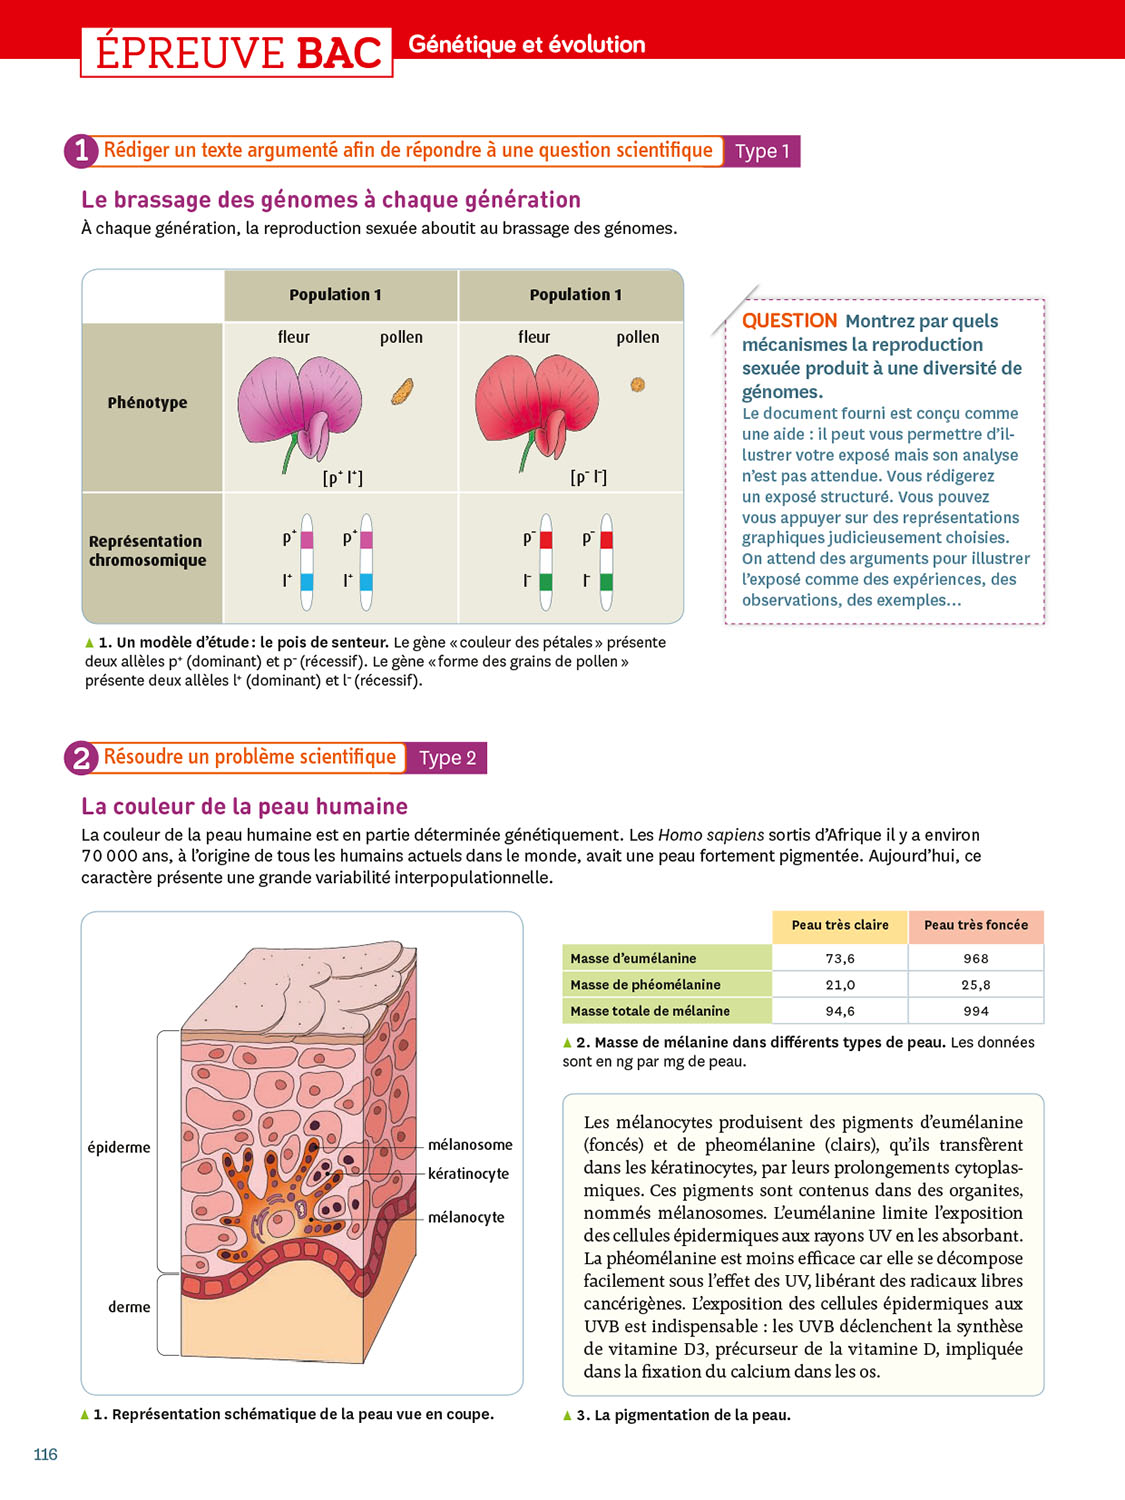 ÉPREUVE BAC Génétique et évolution
1 Rédiger un texte argumenté afin de répondre à une question scientifique Type 1
Le brassage des génomes à chaque génération
À chaque génération, la reproduction sexuée aboutit au brassage des génomes.
Population 1 Population 1
fleur pollen fleur pollen
Phénotype
[p⁺ l⁺] [p⁻ l⁻]
Représentation
chromosomique
p⁺ p⁺ p⁻ p⁻
l⁺ l⁺ l⁻ l⁻
▲ 1. Un modèle d’étude : le pois de senteur. Le gène « couleur des pétales » présente
deux allèles p⁺ (dominant) et p⁻ (récessif). Le gène « forme des grains de pollen »
présente deux allèles l⁺ (dominant) et l⁻ (récessif).
QUESTION Montrez par quels
mécanismes la reproduction
sexuée produit à une diversité de
génomes.
Le document fourni est conçu comme
une aide : il peut vous permettre d’il-
lustrer votre exposé mais son analyse
n’est pas attendue. Vous rédigerez
un exposé structuré. Vous pouvez
vous appuyer sur des représentations
graphiques judicieusement choisies.
On attend des arguments pour illustrer
l’exposé comme des expériences, des
observations, des exemples…
2 Résoudre un problème scientifique Type 2
La couleur de la peau humaine
La couleur de la peau humaine est en partie déterminée génétiquement. Les Homo sapiens sortis d’Afrique il y a environ
70 000 ans, à l’origine de tous les humains actuels dans le monde, avait une peau fortement pigmentée. Aujourd’hui, ce
caractère présente une grande variabilité interpopulationnelle.
épiderme
derme
mélanosome
kératinocyte
mélanocyte
▲ 1. Représentation schématique de la peau vue en coupe.
Peau très claire Peau très foncée
Masse d’eumélanine 73,6 968
Masse de phéomélanine 21,0 25,8
Masse totale de mélanine 94,6 994
▲ 2. Masse de mélanine dans différents types de peau. Les données
sont en ng par mg de peau.
Les mélanocytes produisent des pigments d’eumélanine
(foncés) et de pheomélanine (clairs), qu’ils transfèrent
dans les kératinocytes, par leurs prolongements cytoplas-
miques. Ces pigments sont contenus dans des organites,
nommés mélanosomes. L’eumélanine limite l’exposition
des cellules épidermiques aux rayons UV en les absorbant.
La phéomélanine est moins efficace car elle se décompose
facilement sous l’effet des UV, libérant des radicaux libres
cancérigènes. L’exposition des cellules épidermiques aux
UVB est indispensable : les UVB déclenchent la synthèse
de vitamine D3, précurseur de la vitamine D, impliquée
dans la fixation du calcium dans les os.
▲ 3. La pigmentation de la peau.
116